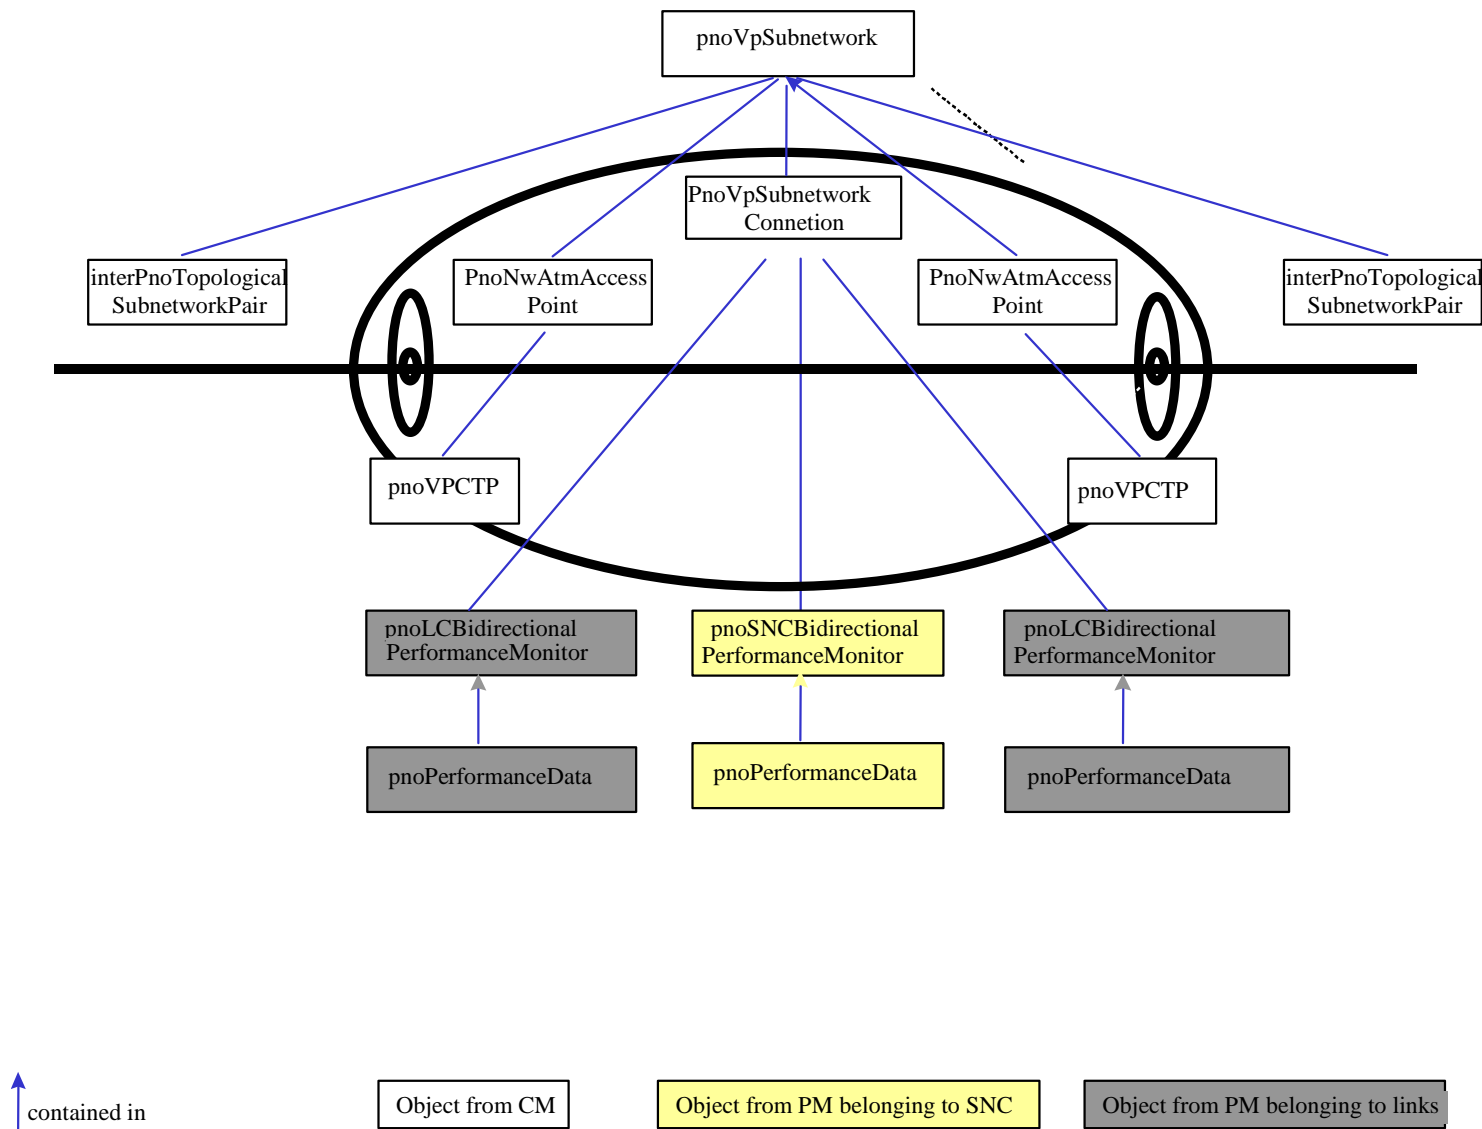 pnoVpSubnetwork
PnoVpSubnetwork
Connetion
interPnoTopological
SubnetworkPair
PnoNwAtmAccess
Point
PnoNwAtmAccess
Point
interPnoTopological
SubnetworkPair
pnoVPCTP
pnoVPCTP
pnoLCBidirectional
PerformanceMonitor
pnoSNCBidirectional
PerformanceMonitor
pnoLCBidirectional
PerformanceMonitor
pnoPerformanceData
pnoPerformanceData
pnoPerformanceData
contained in
Object from CM
Object from PM belonging to SNC
Object from PM belonging to links